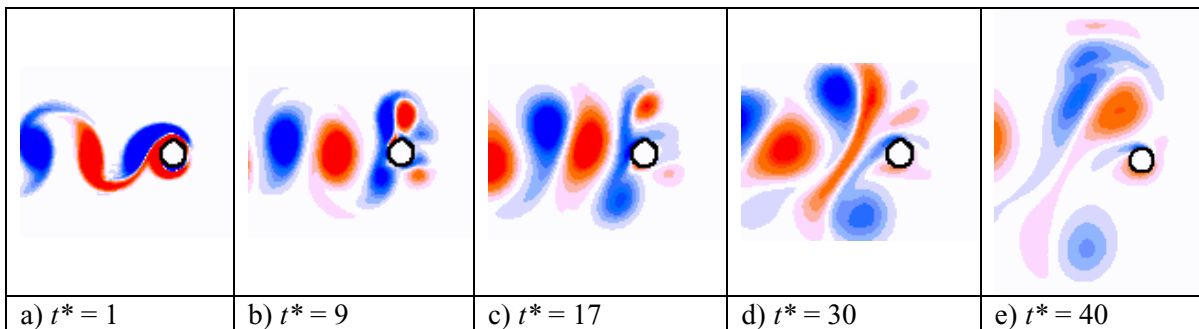 a) t* = 1
b) t* = 9
c) t* = 17
d) t* = 30
e) t* = 40